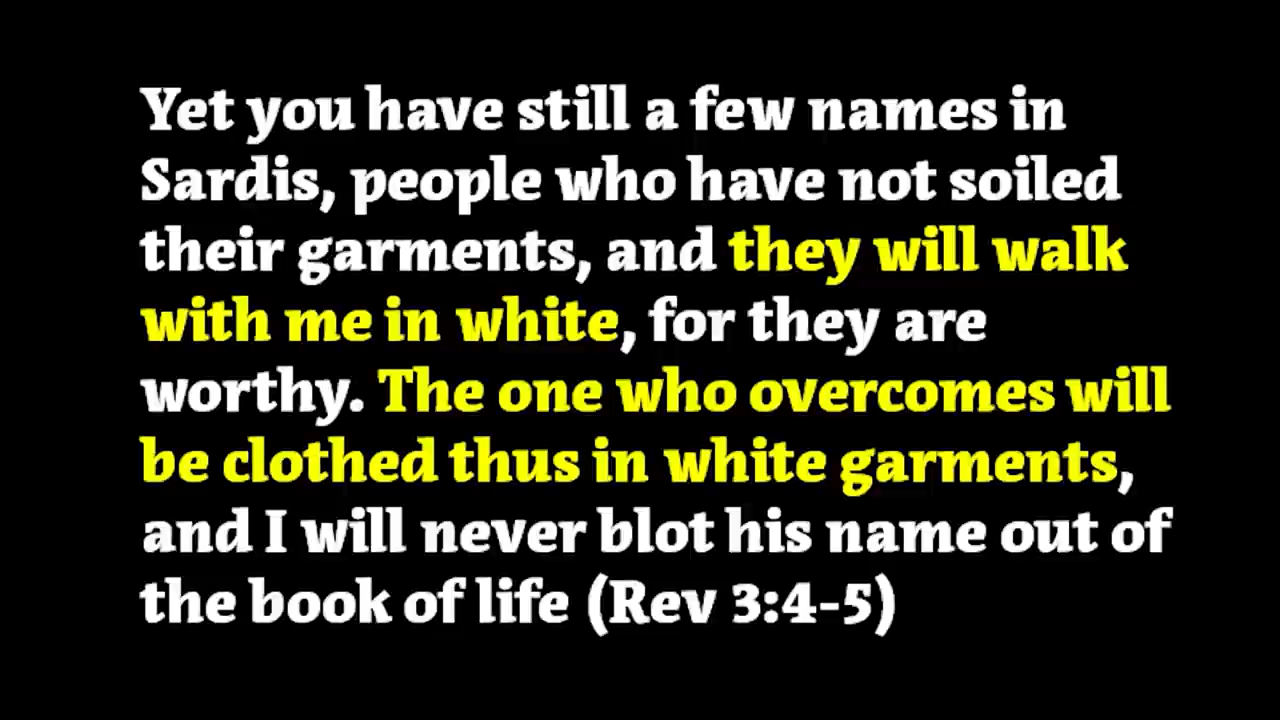 Yet you have still a few names in
Sardis, people who have not soiled
their garments, and they will walk
with me in white, for they are
worthy. The one who overcomes will
be clothed thus in white garments,
and I will never blot his name out of
the book of life (Rev 3:4-5)